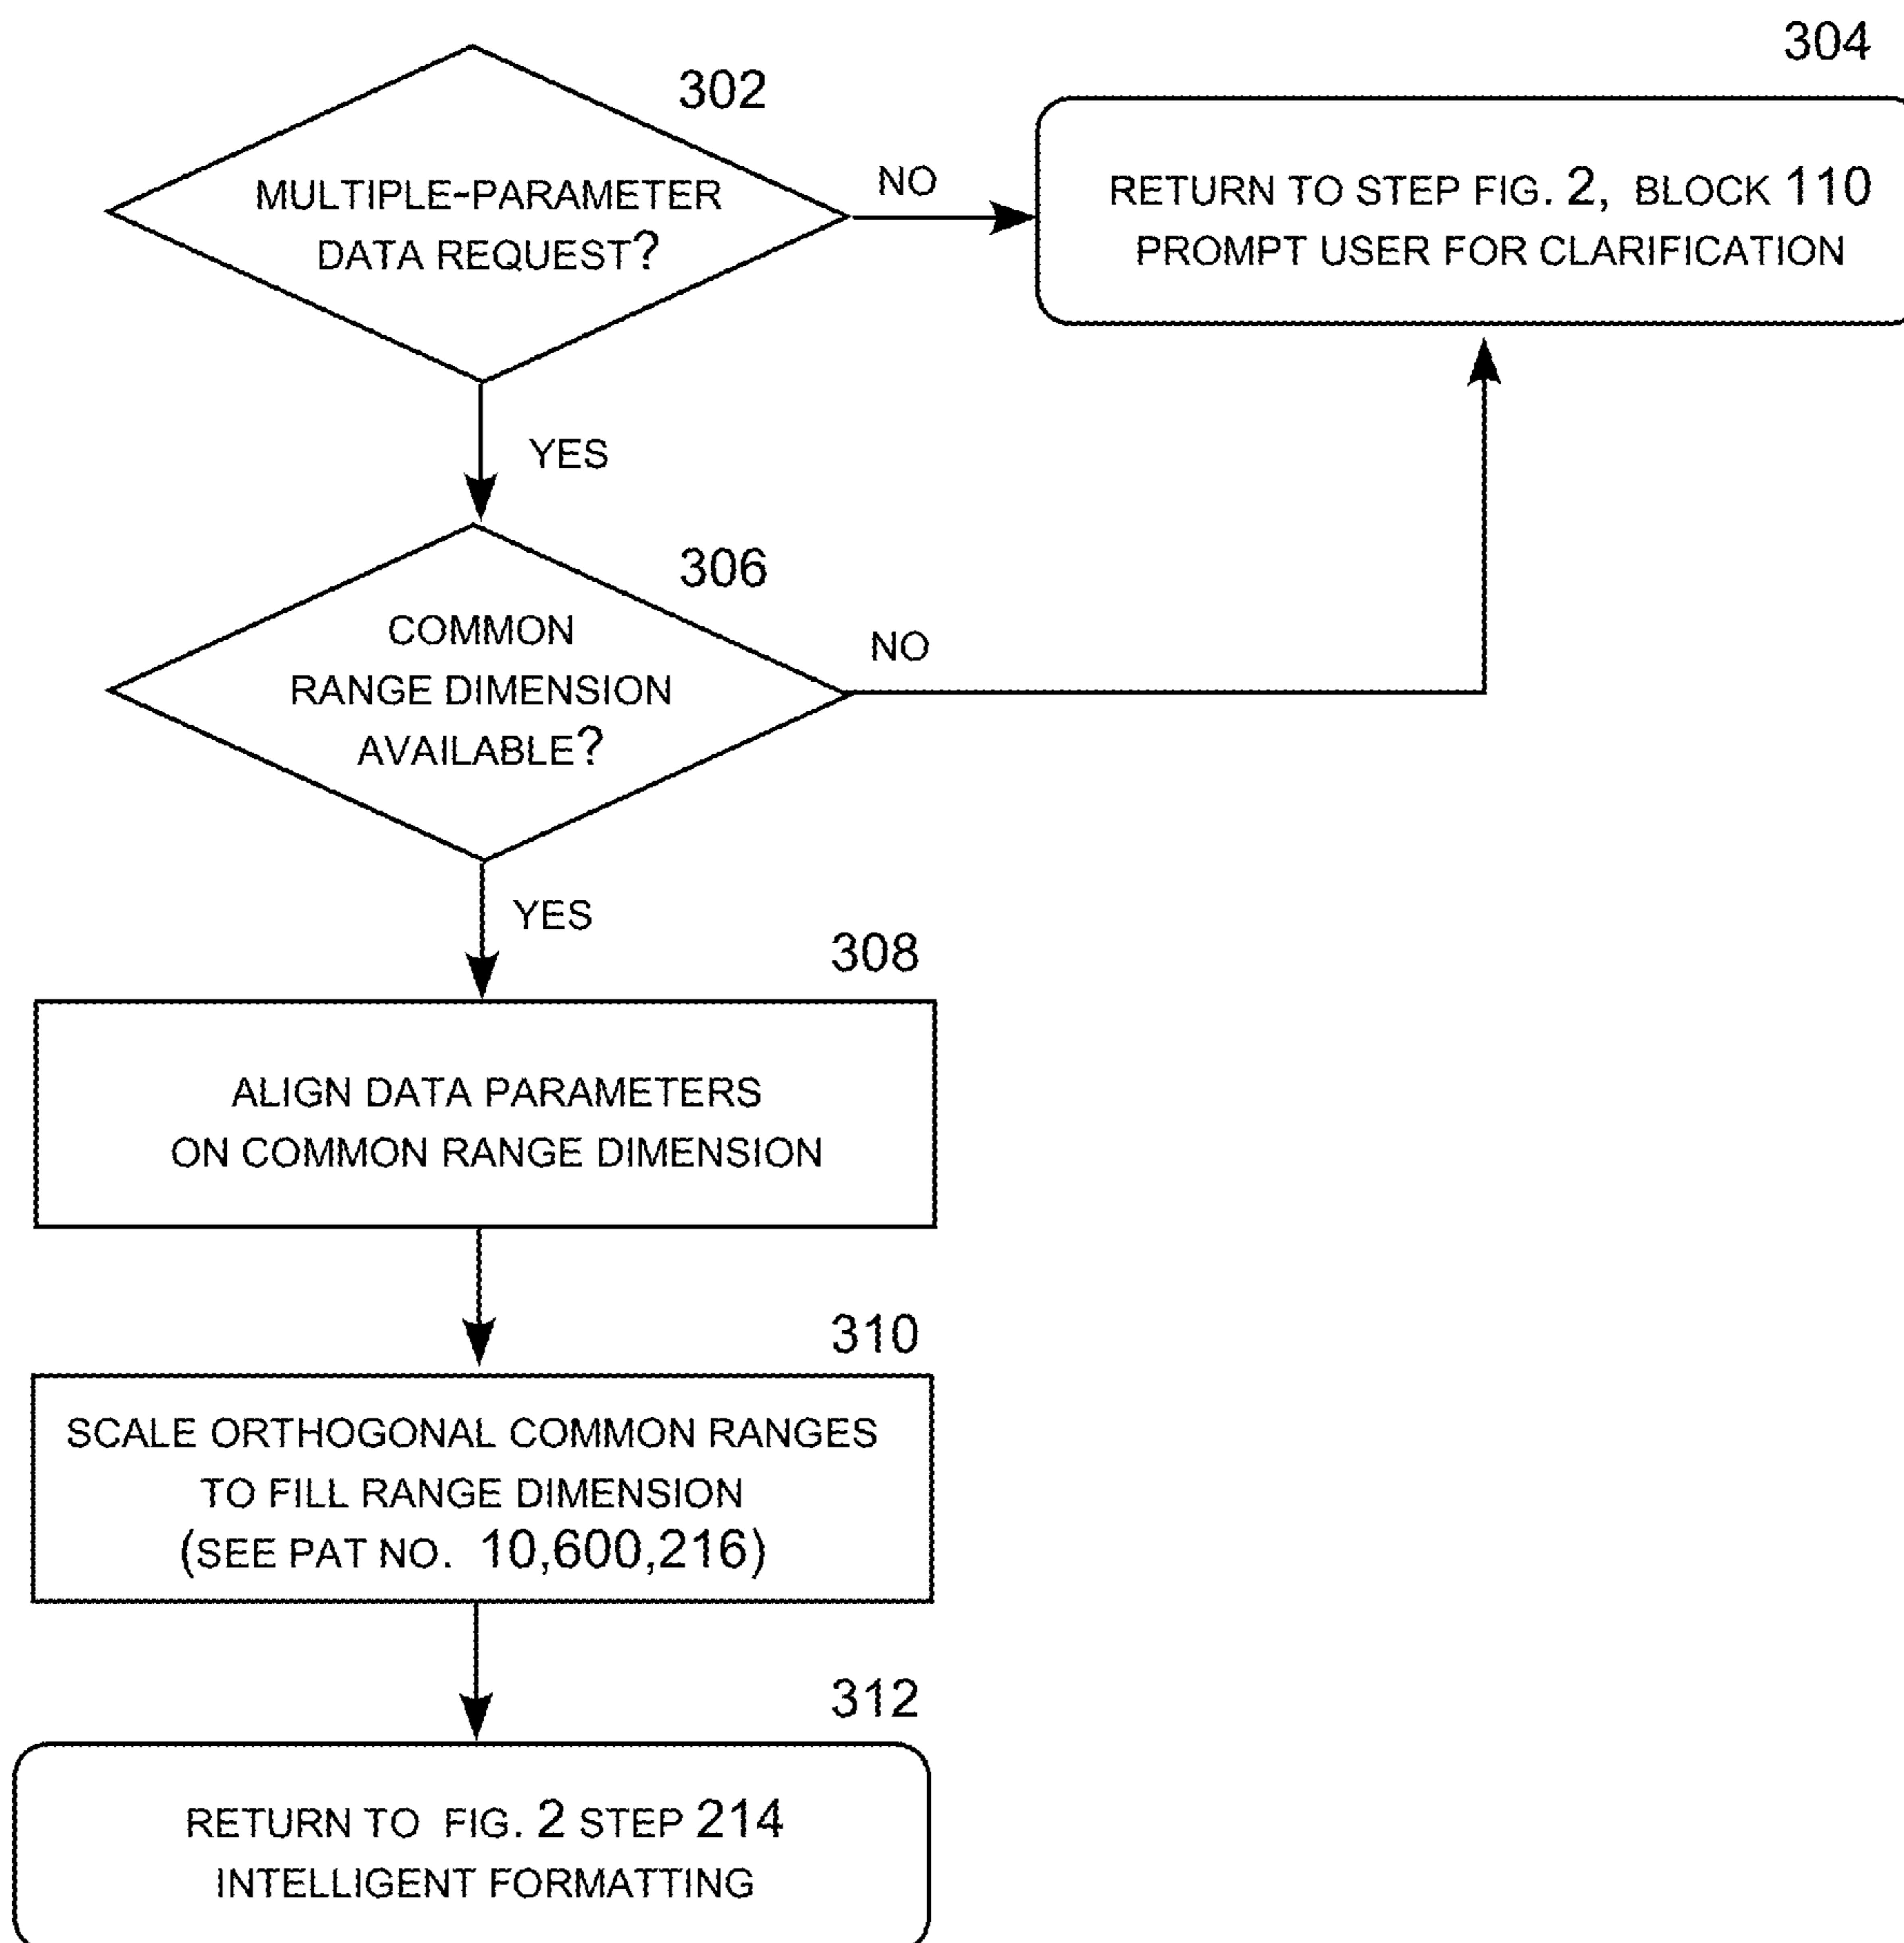 304
302
MULTIPLE-PARAMETER
DATA REQUEST?
NO
RETURN TO STEP FIG. 2, BLOCK 110
PROMPT USER FOR CLARIFICATION
YES
306
COMMON
RANGE DIMENSION
AVAILABLE?
NO
YES
308
ALIGN DATA PARAMETERS
ON COMMON RANGE DIMENSION
310
SCALE ORTHOGONAL COMMON RANGES
TO FILL RANGE DIMENSION
(SEE PAT NO. 10,600,216)
312
RETURN TO FIG. 2 STEP 214
INTELLIGENT FORMATTING